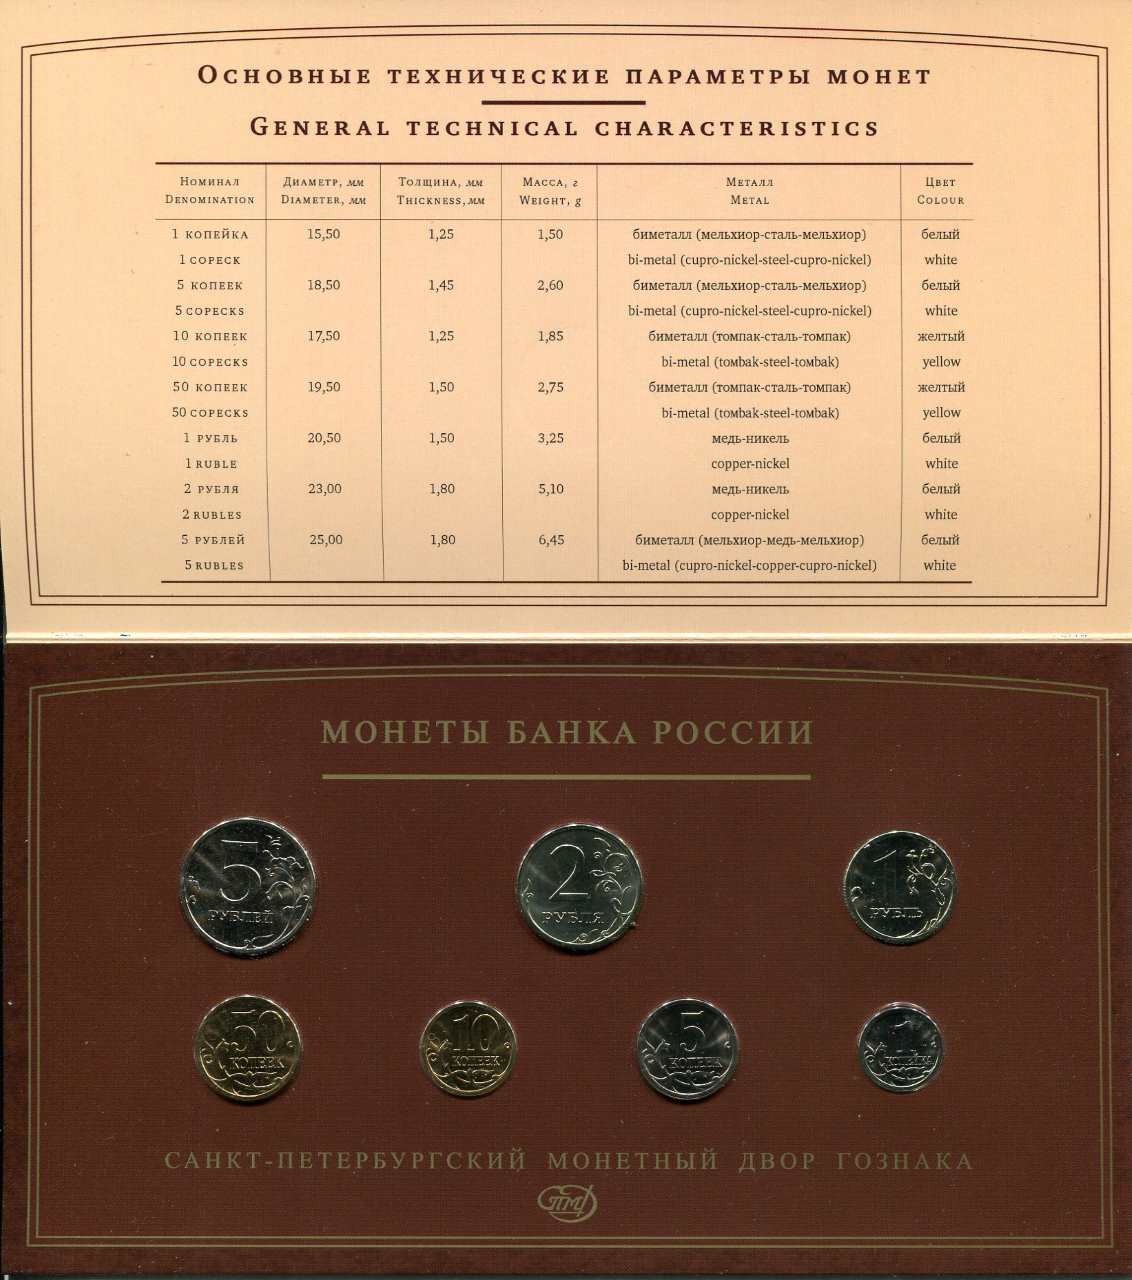 Основные технические параметры монет
General technical characteristics
Номинал Диаметр, мм Толщина, мм Масса, г Металл Цвет
Denomination Diameter, мм Thickness, мм Weight, g Metal Colour
1 копейка 15,50 1,25 1,50 биметалл (мельхиор-сталь-мельхиор) белый
1 copeck bi-metal (cupro-nickel-steel-cupro-nickel) white
5 копеек 18,50 1,45 2,60 биметалл (мельхиор-сталь-мельхиор) белый
5 copecks bi-metal (cupro-nickel-steel-cupro-nickel) white
10 копеек 17,50 1,25 1,85 биметалл (томпак-сталь-томпак) желтый
10 copecks bi-metal (tombak-steel-tombak) yellow
50 копеек 19,50 1,50 2,75 биметалл (томпак-сталь-томпак) желтый
50 copecks bi-metal (tombak-steel-tombak) yellow
1 рубль 20,50 1,50 3,25 медь-никель белый
1 ruble copper-nickel white
2 рубля 23,00 1,80 5,10 медь-никель белый
2 rubles copper-nickel white
5 рублей 25,00 1,80 6,45 биметалл (мельхиор-медь-мельхиор) белый
5 rubles bi-metal (cupro-nickel-copper-cupro-nickel) white
МОНЕТЫ БАНКА РОССИИ
5
РУБЛЕЙ
2
РУБЛЯ
1
РУБЛЬ
50
КОПЕЕК
10
КОПЕЕК
5
КОПЕЕК
1
КОПЕЙКА
САНКТ-ПЕТЕРБУРГСКИЙ МОНЕТНЫЙ ДВОР ГОЗНАКА
СПМД